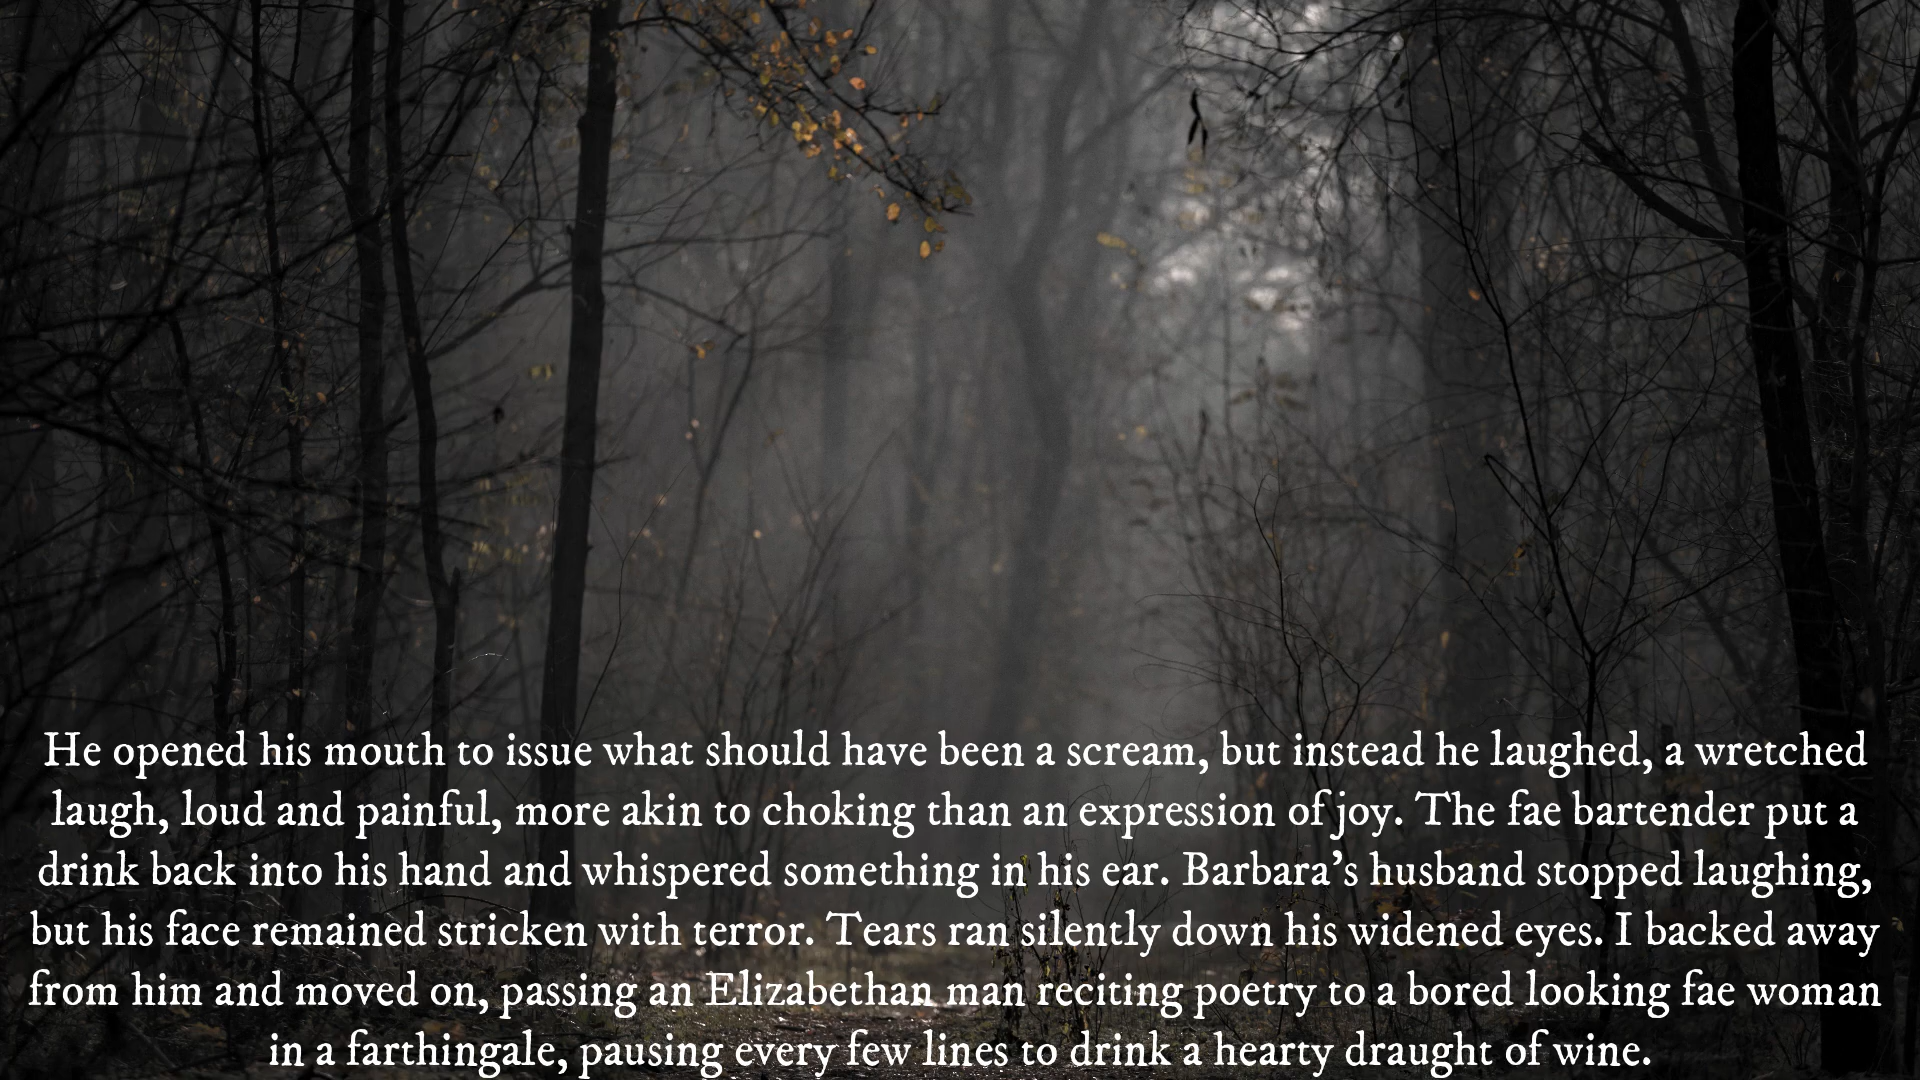 He opened his mouth to issue what should have been a scream, but instead he laughed, a wretched
laugh, loud and painful, more akin to choking than an expression of joy. The fae bartender put a
drink back into his hand and whispered something in his ear. Barbara’s husband stopped laughing,
but his face remained stricken with terror. Tears ran silently down his widened eyes. I backed away
from him and moved on, passing an Elizabethan man reciting poetry to a bored looking fae woman
in a farthingale, pausing every few lines to drink a hearty draught of wine.